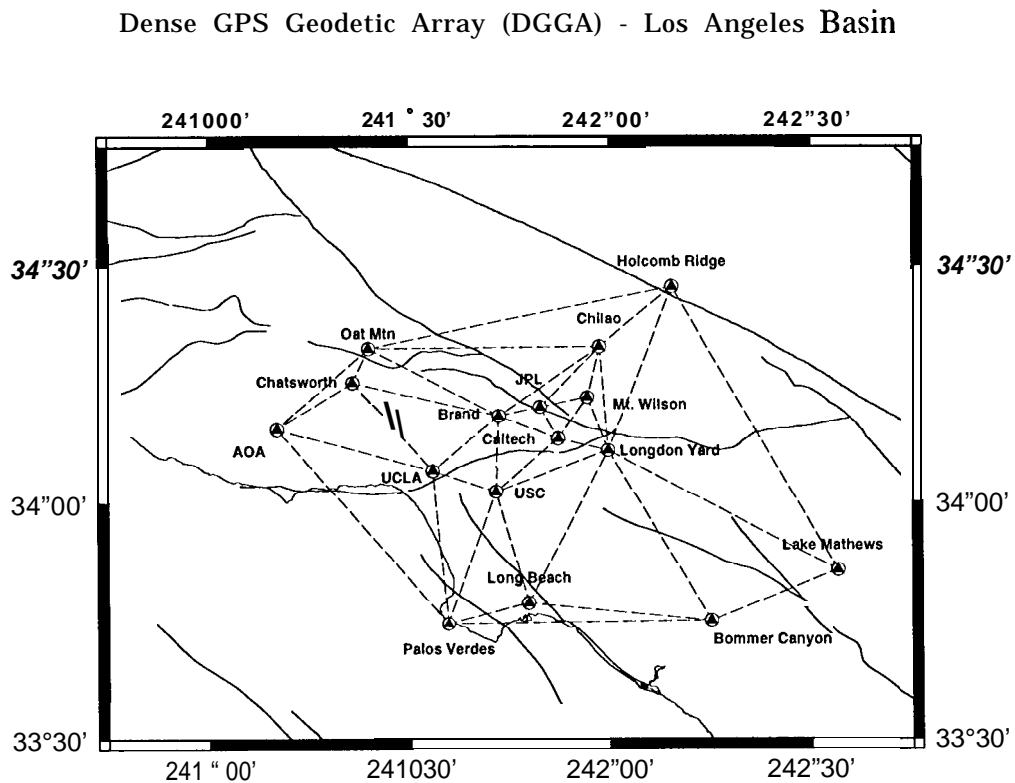 Dense GPS Geodetic Array (DGGA) - Los Angeles Basin
241000' 241°30' 242"00' 242"30'
34"30' 34"30'
Holcomb Ridge
Chilao
Oat Mtn
JPL
Chatsworth
Mt. Wilson
Brand
Caltech
AOA
Longdon Yard
UCLA
USC
34"00' 34"00'
Lake Mathews
Long Beach
Bommer Canyon
Palos Verdes
33°30' 33°30'
241"00' 241030' 242"00' 242"30'